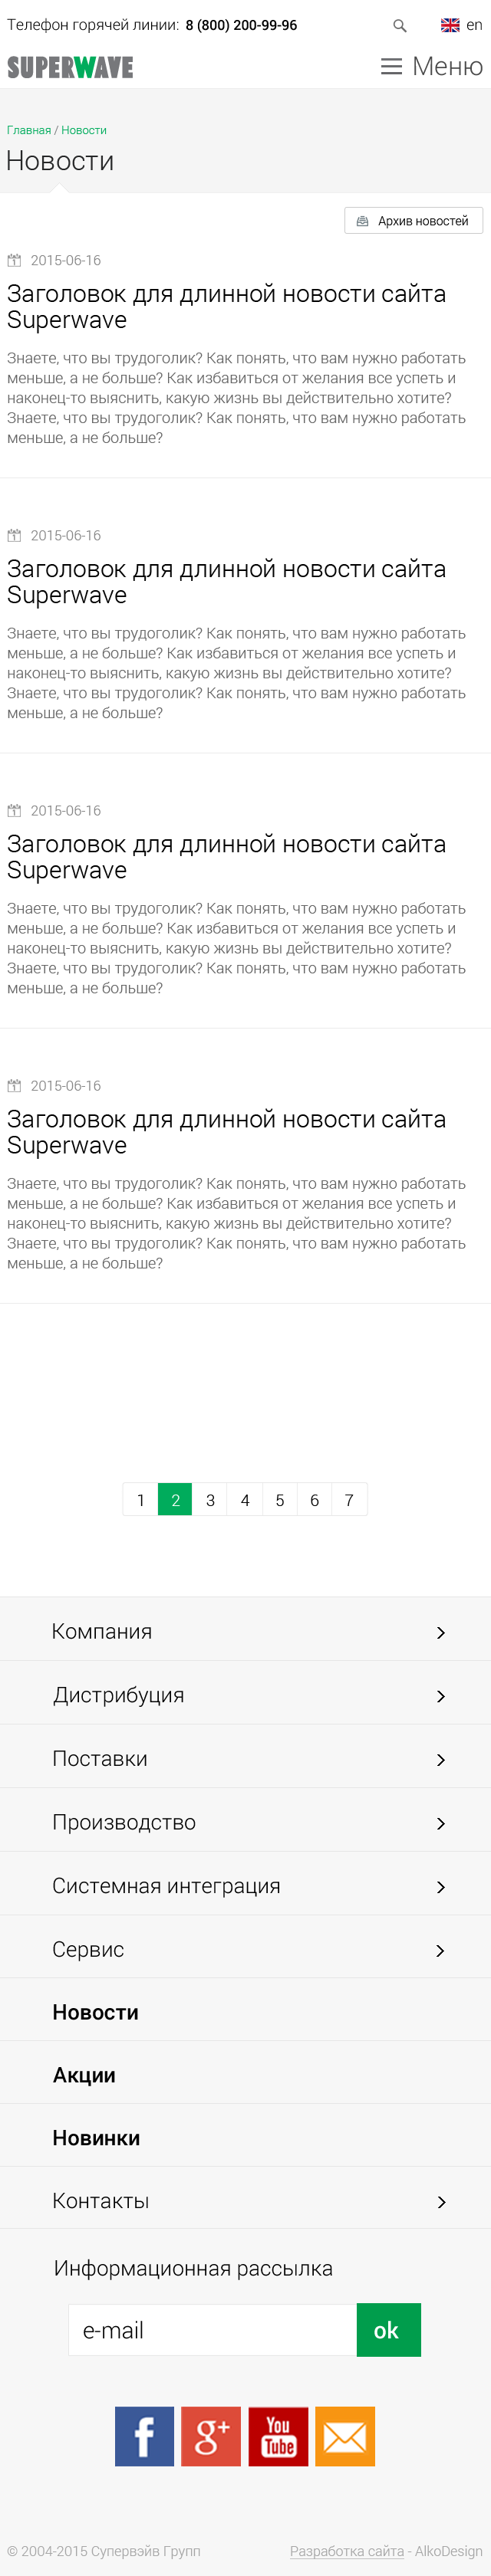 Телефон горячей линии: 8 (800) 200-99-96 en
SUPERWAVE Меню
Главная / Новости
Новости
Архив новостей
2015-06-16
Заголовок для длинной новости сайта
Superwave
Знаете, что вы трудоголик? Как понять, что вам нужно работать
меньше, а не больше? Как избавиться от желания все успеть и
наконец-то выяснить, какую жизнь вы действительно хотите?
Знаете, что вы трудоголик? Как понять, что вам нужно работать
меньше, а не больше?
2015-06-16
Заголовок для длинной новости сайта
Superwave
Знаете, что вы трудоголик? Как понять, что вам нужно работать
меньше, а не больше? Как избавиться от желания все успеть и
наконец-то выяснить, какую жизнь вы действительно хотите?
Знаете, что вы трудоголик? Как понять, что вам нужно работать
меньше, а не больше?
2015-06-16
Заголовок для длинной новости сайта
Superwave
Знаете, что вы трудоголик? Как понять, что вам нужно работать
меньше, а не больше? Как избавиться от желания все успеть и
наконец-то выяснить, какую жизнь вы действительно хотите?
Знаете, что вы трудоголик? Как понять, что вам нужно работать
меньше, а не больше?
2015-06-16
Заголовок для длинной новости сайта
Superwave
Знаете, что вы трудоголик? Как понять, что вам нужно работать
меньше, а не больше? Как избавиться от желания все успеть и
наконец-то выяснить, какую жизнь вы действительно хотите?
Знаете, что вы трудоголик? Как понять, что вам нужно работать
меньше, а не больше?
1 2 3 4 5 6 7
Компания
Дистрибуция
Поставки
Производство
Системная интеграция
Сервис
Новости
Акции
Новинки
Контакты
Информационная рассылка
e-mail ok
f g+ You Tube
© 2004-2015 Супервэйв Групп Разработка сайта - AlkoDesign